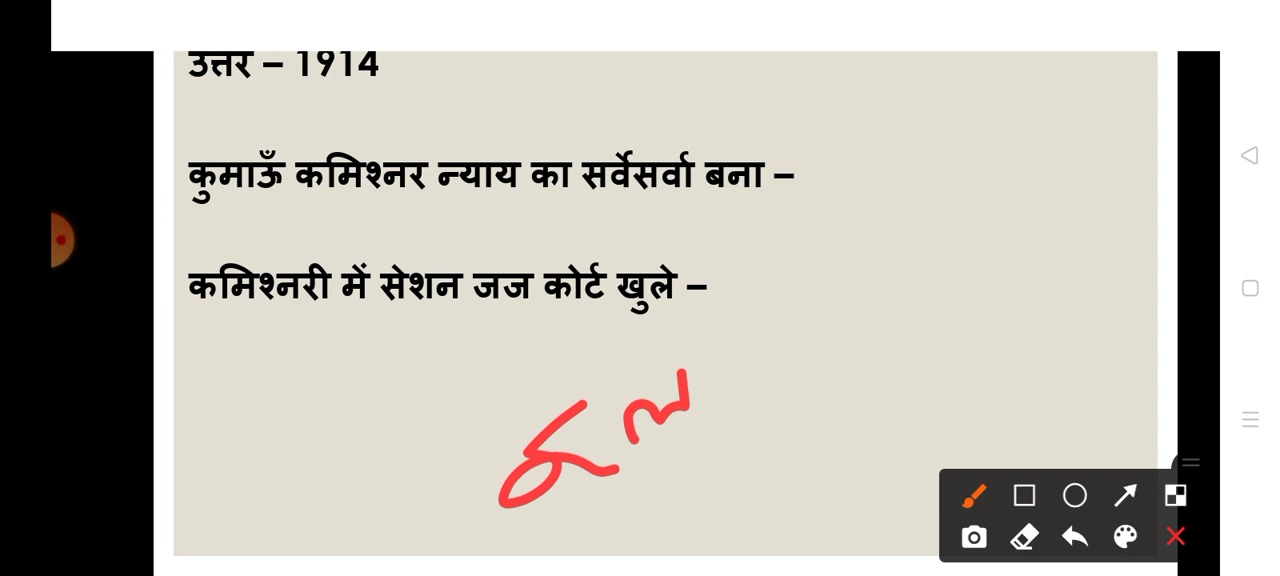 उत्तर – 1914
कुमाऊँ कमिश्नर न्याय का सर्वेसर्वा बना –
कमिश्नरी में सेशन जज कोर्ट खुले –